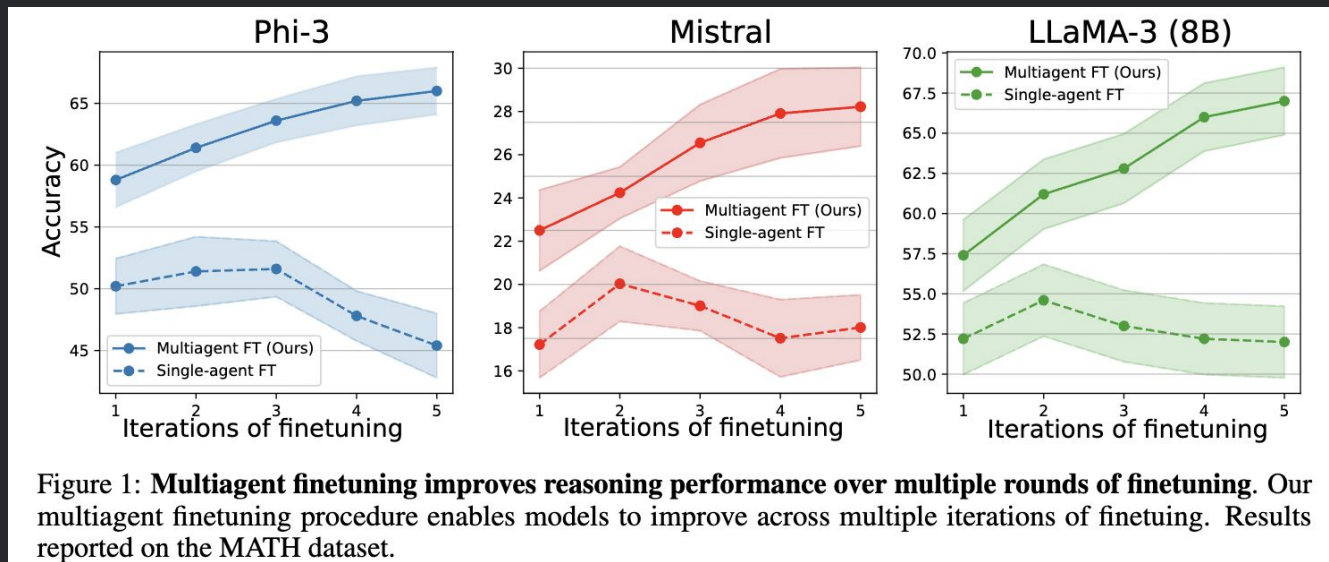 Phi-3
Mistral
LLaMA-3 (8B)
Accuracy
65
60
55
50
45
Multiagent FT (Ours)
Single-agent FT
1 2 3 4 5
Iterations of finetuning
30
28
26
24
22
20
18
16
Multiagent FT (Ours)
Single-agent FT
1 2 3 4 5
Iterations of finetuning
70.0
67.5
65.0
62.5
60.0
57.5
55.0
52.5
50.0
Multiagent FT (Ours)
Single-agent FT
1 2 3 4 5
Iterations of finetuning
Figure 1: Multiagent finetuning improves reasoning performance over multiple rounds of finetuning. Our
multiagent finetuning procedure enables models to improve across multiple iterations of finetuing. Results
reported on the MATH dataset.